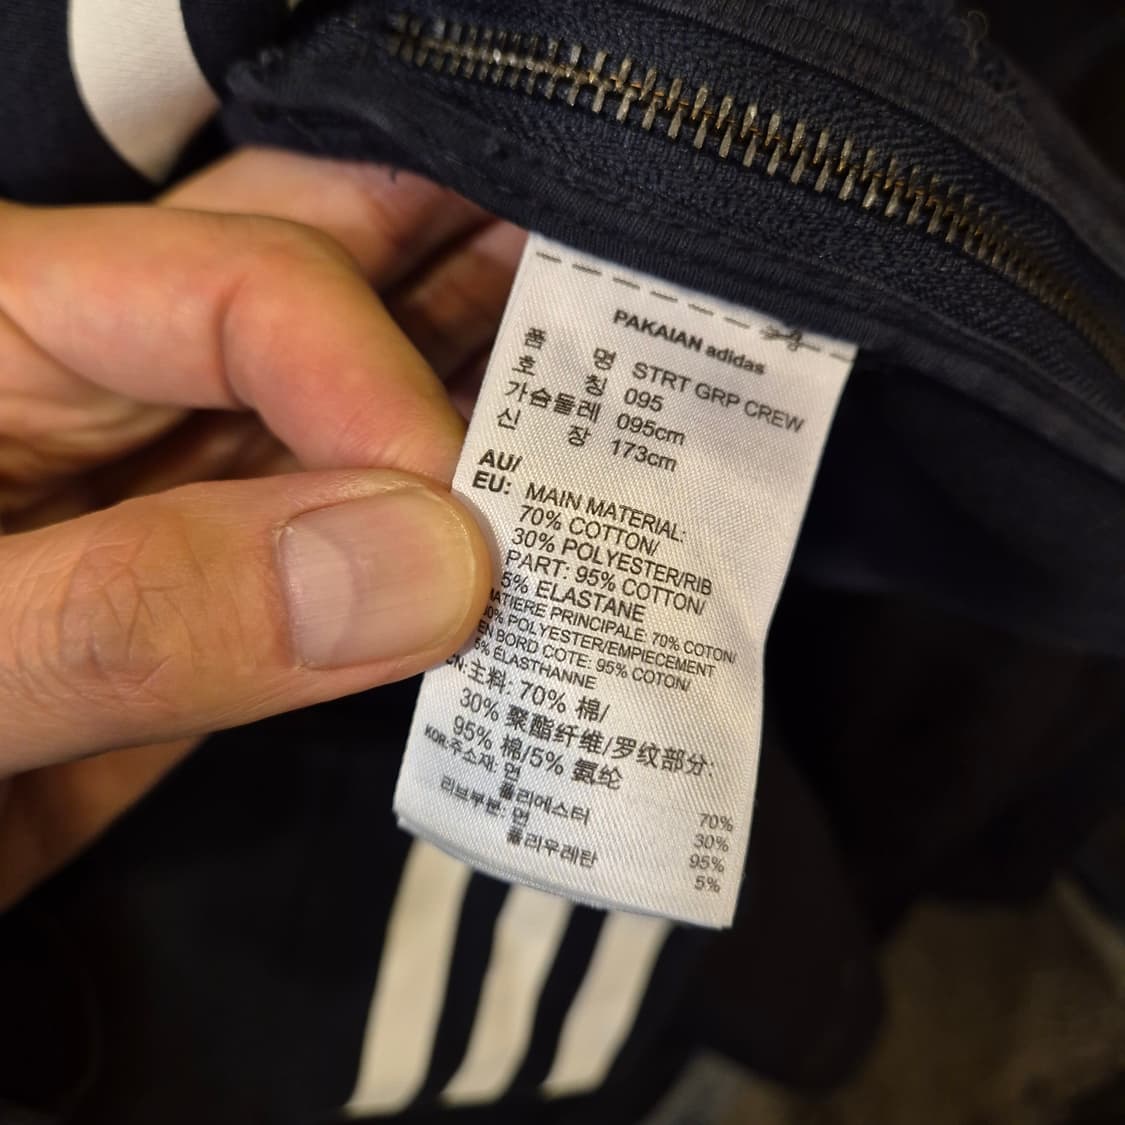 PAKAIAN adidas
품 명 STRT GRP CREW
호 칭 095
가슴둘레 095cm
신 장 173cm
AU/
EU: MAIN MATERIAL:
70% COTTON/
30% POLYESTER/RIB
PART: 95% COTTON/
5% ELASTANE
MATIERE PRINCIPALE: 70% COTON/
30% POLYESTER/EMPIECEMENT
EN BORD COTE: 95% COTON/
5% ÉLASTHANNE
CN: 主料: 70% 棉/
30% 聚酯纤维/罗纹部分:
95% 棉/5% 氨纶
KOR: 주소재: 면 70%
폴리에스터 30%
리브부분: 면 95%
폴리우레탄 5%